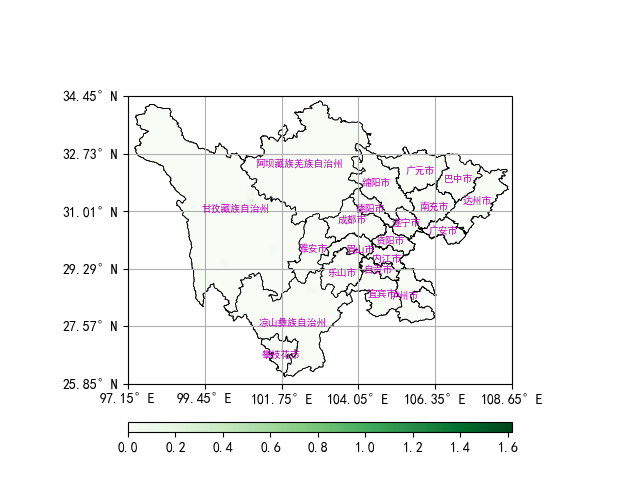 34.45° N
32.73° N
31.01° N
29.29° N
27.57° N
25.85° N
阿坝藏族羌族自治州
广元市
绵阳市
巴中市
达州市
甘孜藏族自治州
德阳市
南充市
成都市
遂宁市
广安市
资阳市
雅安市
眉山市
内江市
乐山市
自贡市
宜宾市
泸州市
凉山彝族自治州
攀枝花市
97.15° E 99.45° E 101.75° E 104.05° E 106.35° E 108.65° E
0.0 0.2 0.4 0.6 0.8 1.0 1.2 1.4 1.6